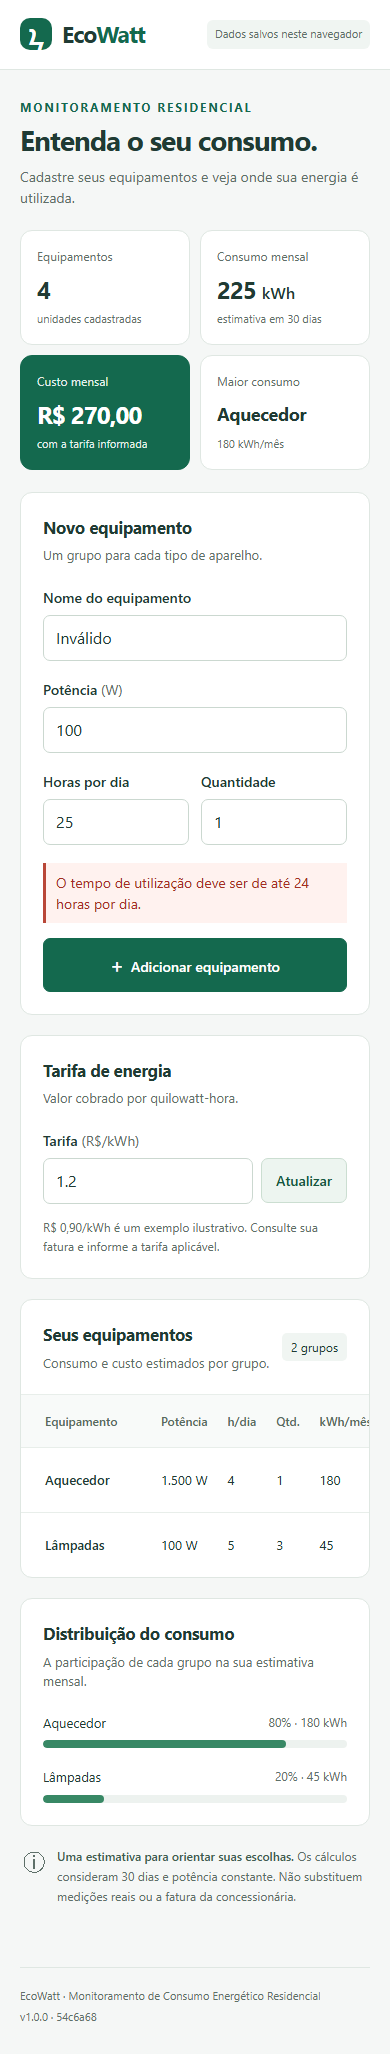 EcoWatt
Dados salvos neste navegador
MONITORAMENTO RESIDENCIAL
Entenda o seu consumo.
Cadastre seus equipamentos e veja onde sua energia é
utilizada.
Equipamentos
4
unidades cadastradas
Consumo mensal
225 kWh
estimativa em 30 dias
Custo mensal
R$ 270,00
com a tarifa informada
Maior consumo
Aquecedor
180 kWh/mês
Novo equipamento
Um grupo para cada tipo de aparelho.
Nome do equipamento
Inválido
Potência (W)
100
Horas por dia
25
Quantidade
1
O tempo de utilização deve ser de até 24
horas por dia.
+ Adicionar equipamento
Tarifa de energia
Valor cobrado por quilowatt-hora.
Tarifa (R$/kWh)
1.2
Atualizar
R$ 0,90/kWh é um exemplo ilustrativo. Consulte sua
fatura e informe a tarifa aplicável.
Seus equipamentos
Consumo e custo estimados por grupo.
2 grupos
Equipamento Potência h/dia Qtd. kWh/mês
Aquecedor 1.500 W 4 1 180
Lâmpadas 100 W 5 3 45
Distribuição do consumo
A participação de cada grupo na sua estimativa
mensal.
Aquecedor 80% · 180 kWh
Lâmpadas 20% · 45 kWh
Uma estimativa para orientar suas escolhas. Os cálculos
consideram 30 dias e potência constante. Não substituem
medições reais ou a fatura da concessionária.
EcoWatt · Monitoramento de Consumo Energético Residencial
v1.0.0 · 54c6a68